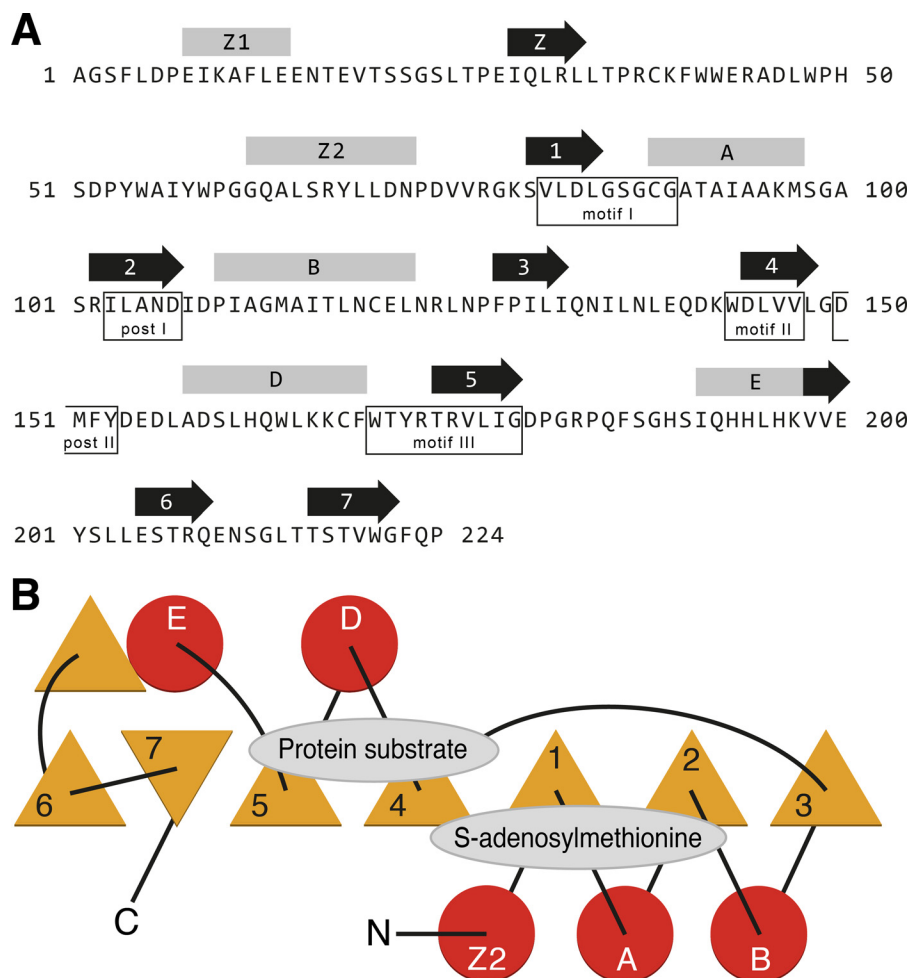 A
Z1 Z
1 AGSFLDPEIKAFLEENTEVTSSGSLTPEIQLRLLTPRCKFWWERADLWPH 50
Z2 1 A
51 SDPYWAIYWPGGQALSRYLLDNPDVVRGKSVLDLGSGCGATAIAAKMSGA 100
motif I
2 B 3 4
101 SRILANDIDPIAGMAITLNCELNRLNPFPILIQNILNLEQDKWDLVVLGD 150
post I motif II
D 5 E
151 MFYDEDLADSLHQWLKKCFWTYRTRVLIGDPGRPQFSGHSIQHHLHKVVE 200
post II motif III
6 7
201 YSLLESTRQENSGLTTSTVWGFQP 224
B
E D
Protein substrate
7 1 2
6 5 4 3
S-adenosylmethionine
C N Z2 A B